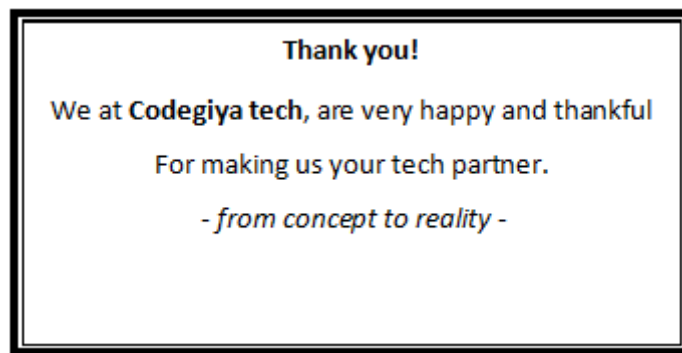 Thank you!
We at Codegiya tech, are very happy and thankful
For making us your tech partner.
- from concept to reality -